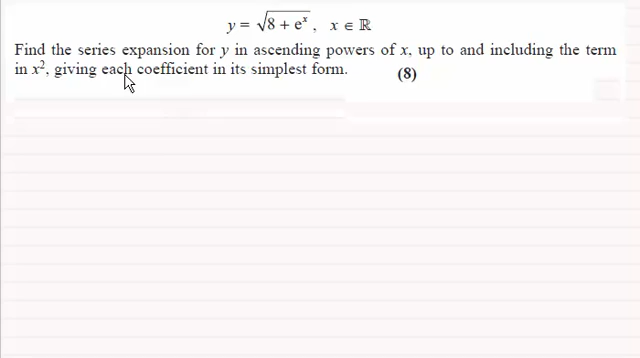 y = √8 + eˣ , x ∈ ℝ
Find the series expansion for y in ascending powers of x, up to and including the term
in x², giving each coefficient in its simplest form. (8)